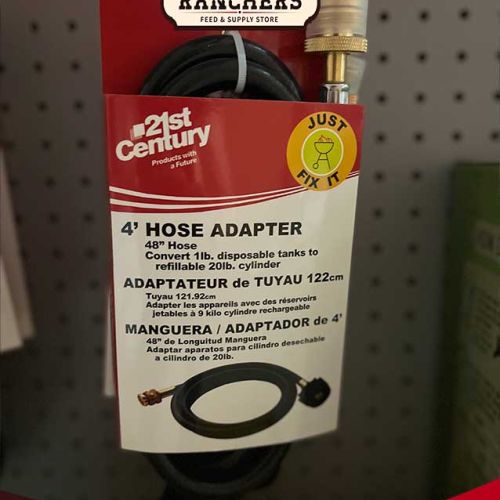 RANCHERS
FEED & SUPPLY STORE
21st
Century
Products with
a Future
JUST
FIX IT
4' HOSE ADAPTER
48" Hose
Convert 1lb. disposable tanks to
refillable 20lb. cylinder
ADAPTATEUR de TUYAU 122cm
Tuyau 121.92cm
Adapter les appareils avec des réservoirs
jetables à 9 kilo cylindre rechargeable
MANGUERA / ADAPTADOR de 4'
48" de Longuitud Manguera
Adaptar aparatos para cilindro desechable
a cilindro de 20lb.